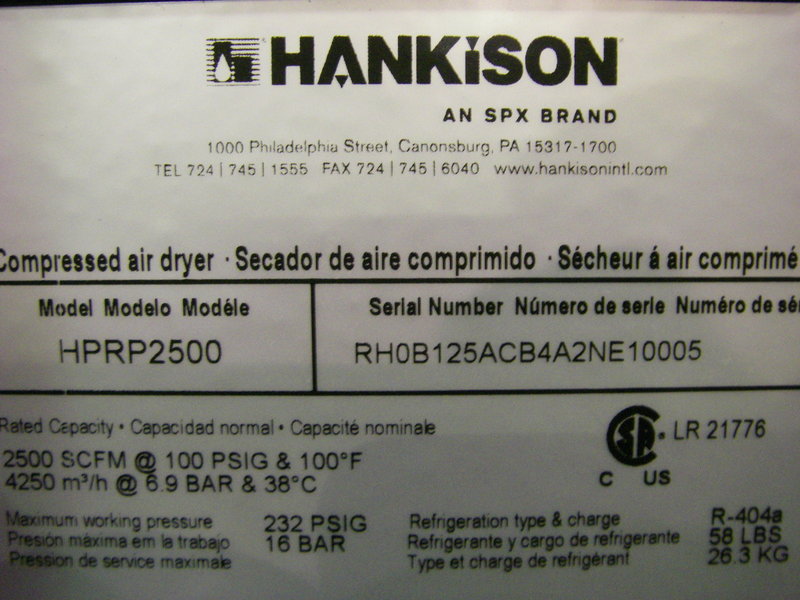 HANKiSON
AN SPX BRAND
1000 Philadelphia Street, Canonsburg, PA 15317-1700
TEL 724 | 745 | 1555 FAX 724 | 745 | 6040 www.hankisonintl.com
Compressed air dryer · Secador de aire comprimido · Sécheur á air comprimé
Model Modelo Modéle
Serial Number Número de serie Numéro de sér
HPRP2500
RH0B125ACB4A2NE10005
Rated Capacity • Capacidad normal • Capacité nominale
2500 SCFM @ 100 PSIG & 100°F
4250 m³/h @ 6.9 BAR & 38°C
SA
® LR 21776
C US
Maximum working pressure 232 PSIG
Presión máxima em la trabajo 16 BAR
Pression de service maximale
Refrigeration type & charge R-404a
Refrigerante y cargo de refrigerante 58 LBS
Type et charge de refrigérant 26.3 KG